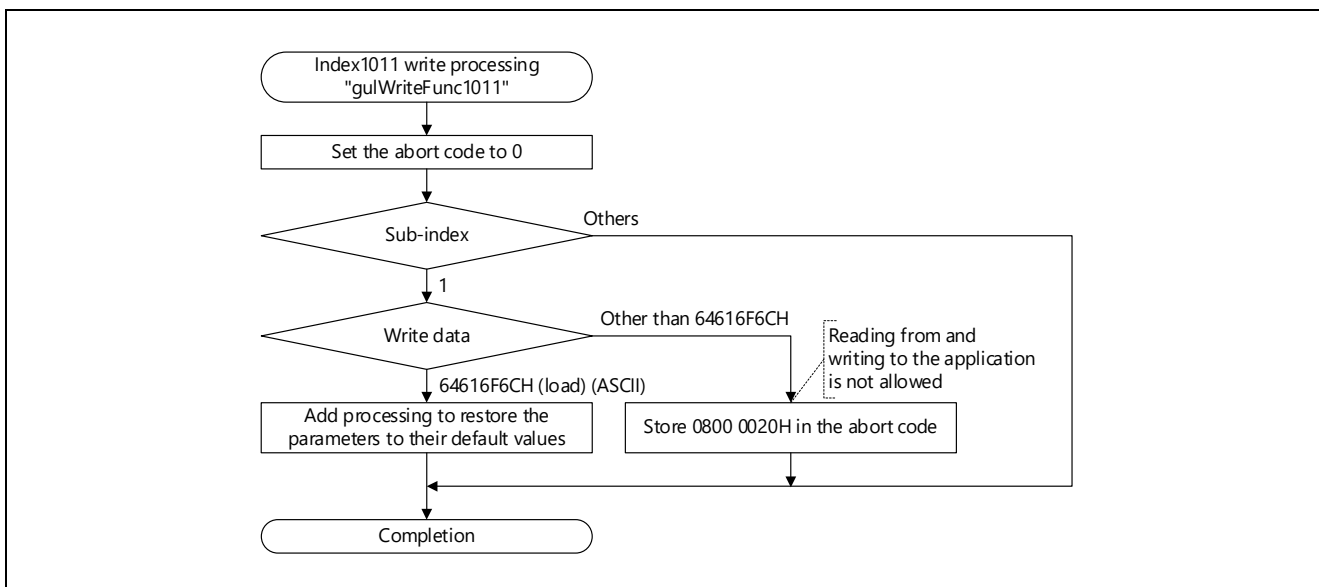 Index1011 write processing
"gulWriteFunc1011"
Set the abort code to 0
Sub-index
Others
1
Write data
Other than 64616F6CH
Reading from and
writing to the application
is not allowed
64616F6CH (load) (ASCII)
Add processing to restore the
parameters to their default values
Store 0800 0020H in the abort code
Completion